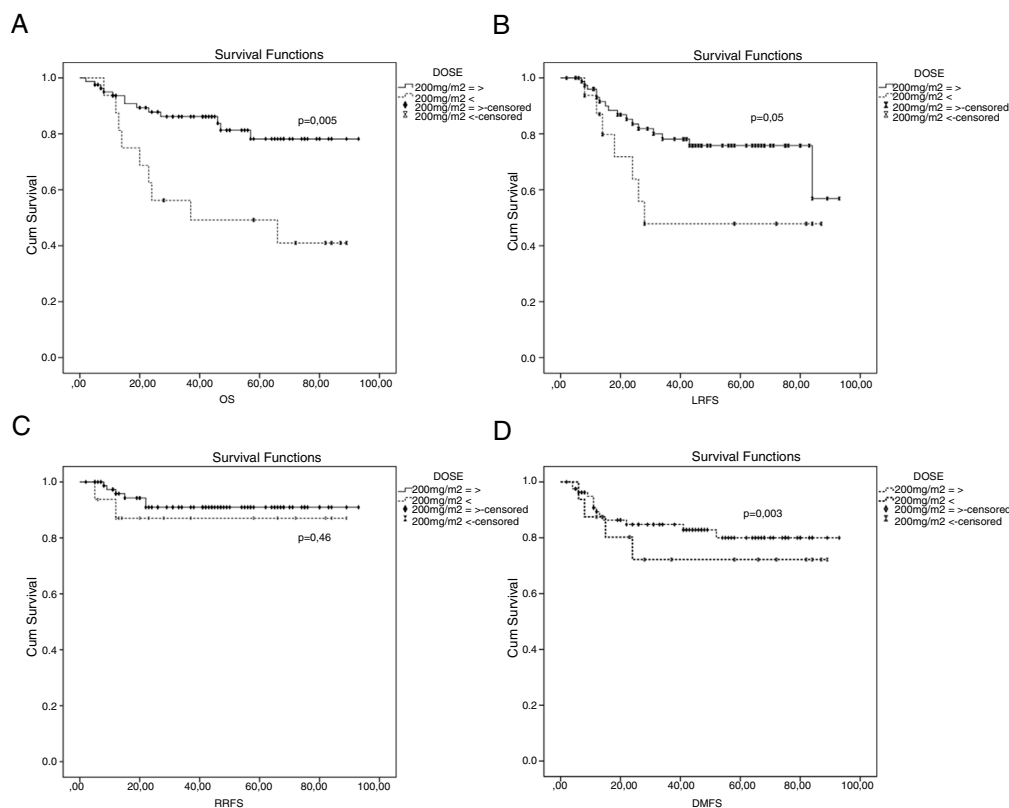 A
Survival Functions
DOSE
200mg/m2 = >
200mg/m2 <
200mg/m2 = >-censored
200mg/m2 <-censored
p=0,005
Cum Survival
1.0
0.8
0.6
0.4
0.2
0.0
,00
20,00
40,00
60,00
80,00
100,00
OS
B
Survival Functions
DOSE
200mg/m2 = >
200mg/m2 <
200mg/m2 = >-censored
200mg/m2 <-censored
p=0,05
Cum Survival
1.0
0.8
0.6
0.4
0.2
0.0
,00
20,00
40,00
60,00
80,00
100,00
LRFS
C
Survival Functions
DOSE
200mg/m2 = >
200mg/m2 <
200mg/m2 = >-censored
200mg/m2 <-censored
p=0,46
Cum Survival
1.0
0.8
0.6
0.4
0.2
0.0
,00
20,00
40,00
60,00
80,00
100,00
RRFS
D
Survival Functions
DOSE
200mg/m2 = >
200mg/m2 <
200mg/m2 = >-censored
200mg/m2 <-censored
p=0,003
Cum Survival
1.0
0.8
0.6
0.4
0.2
0.0
,00
20,00
40,00
60,00
80,00
100,00
DMFS